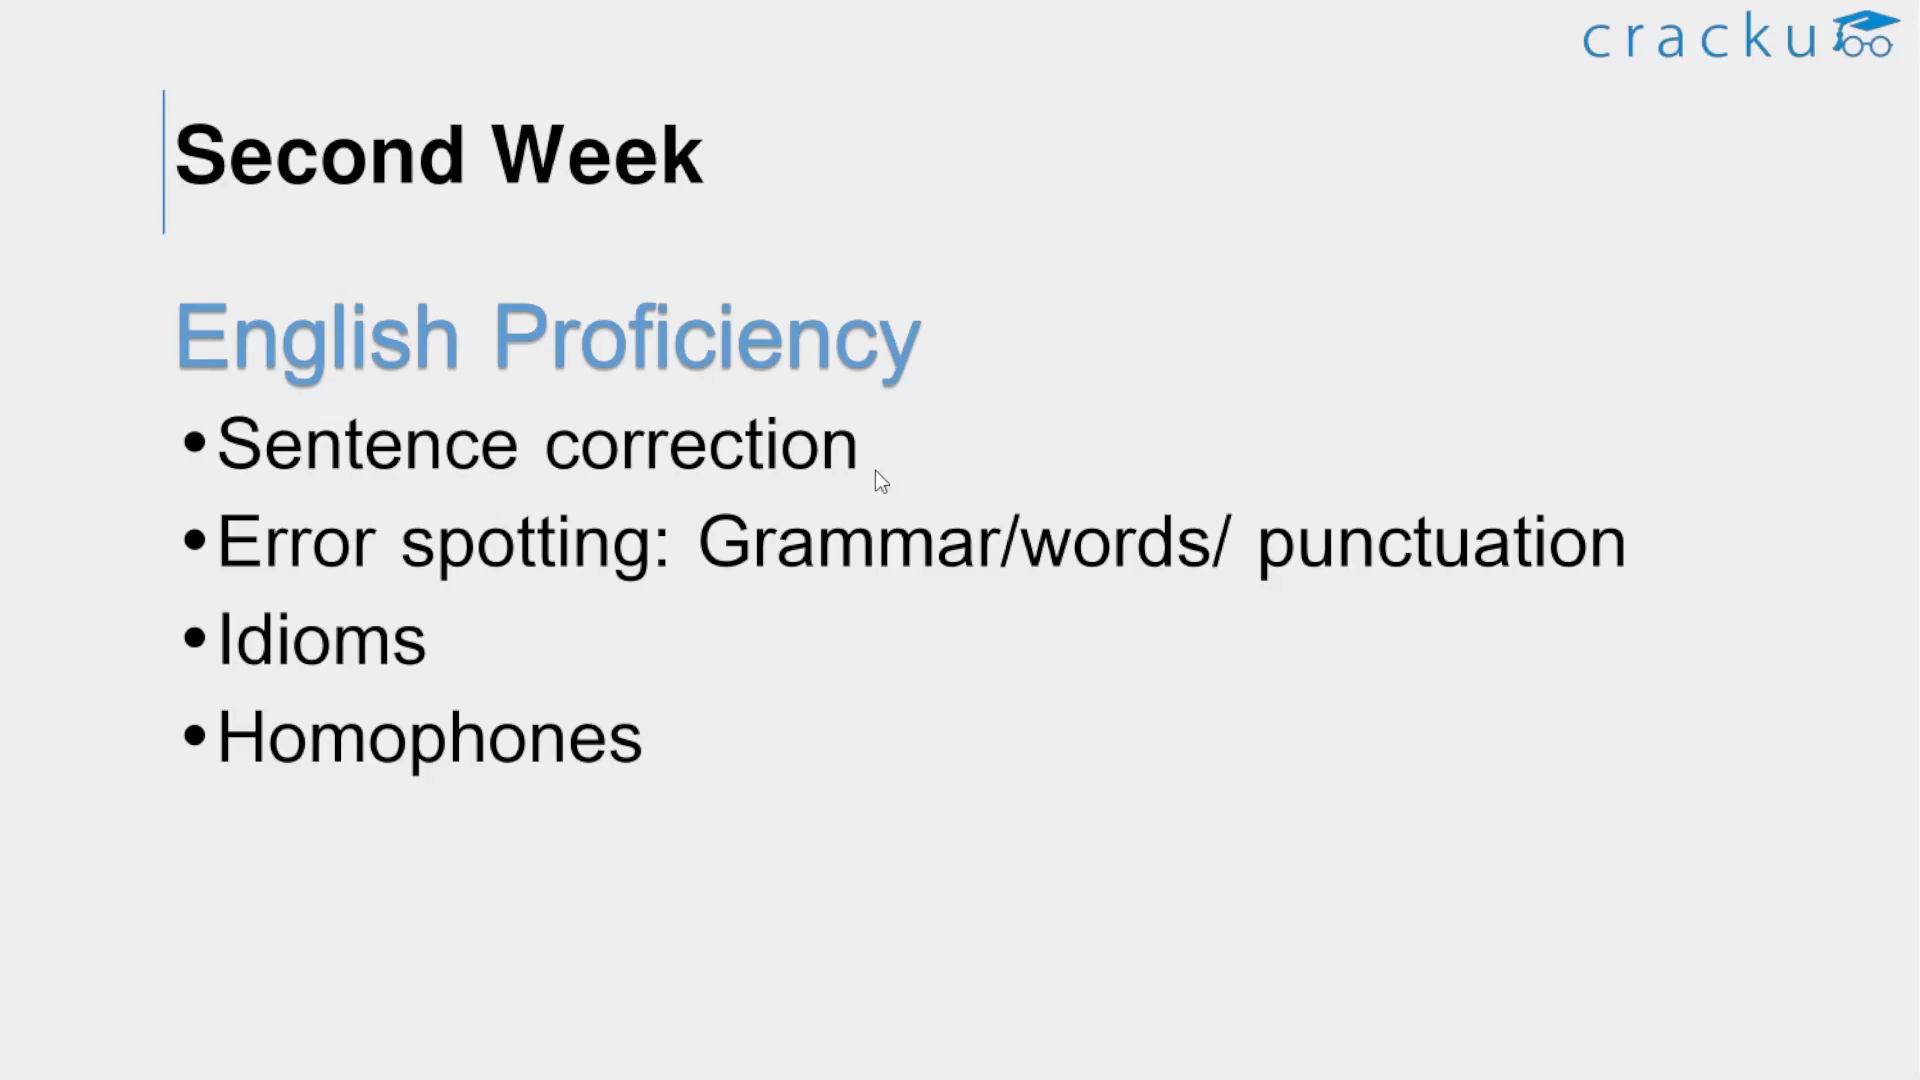 cracku
Second Week
English Proficiency
•Sentence correction
•Error spotting: Grammar/words/ punctuation
•Idioms
•Homophones